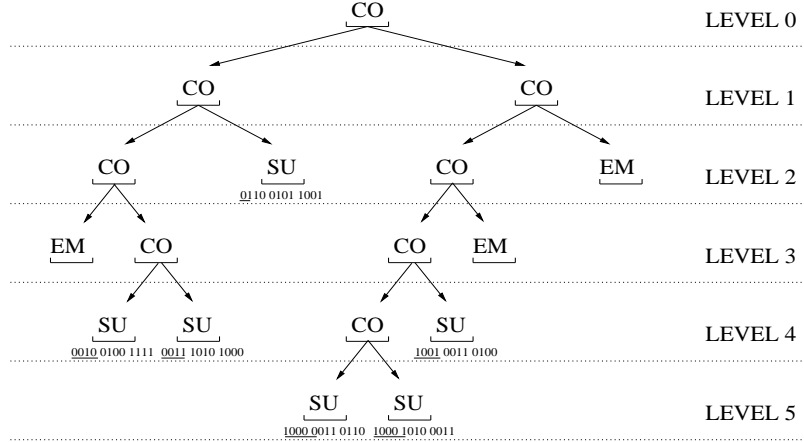 CO LEVEL 0
CO CO LEVEL 1
CO SU CO EM LEVEL 2
0110 0101 1001
EM CO CO EM LEVEL 3
SU SU CO SU LEVEL 4
0010 0100 1111 0011 1010 1000 1001 0011 0100
SU SU LEVEL 5
1000 0011 0110 1000 1010 0011